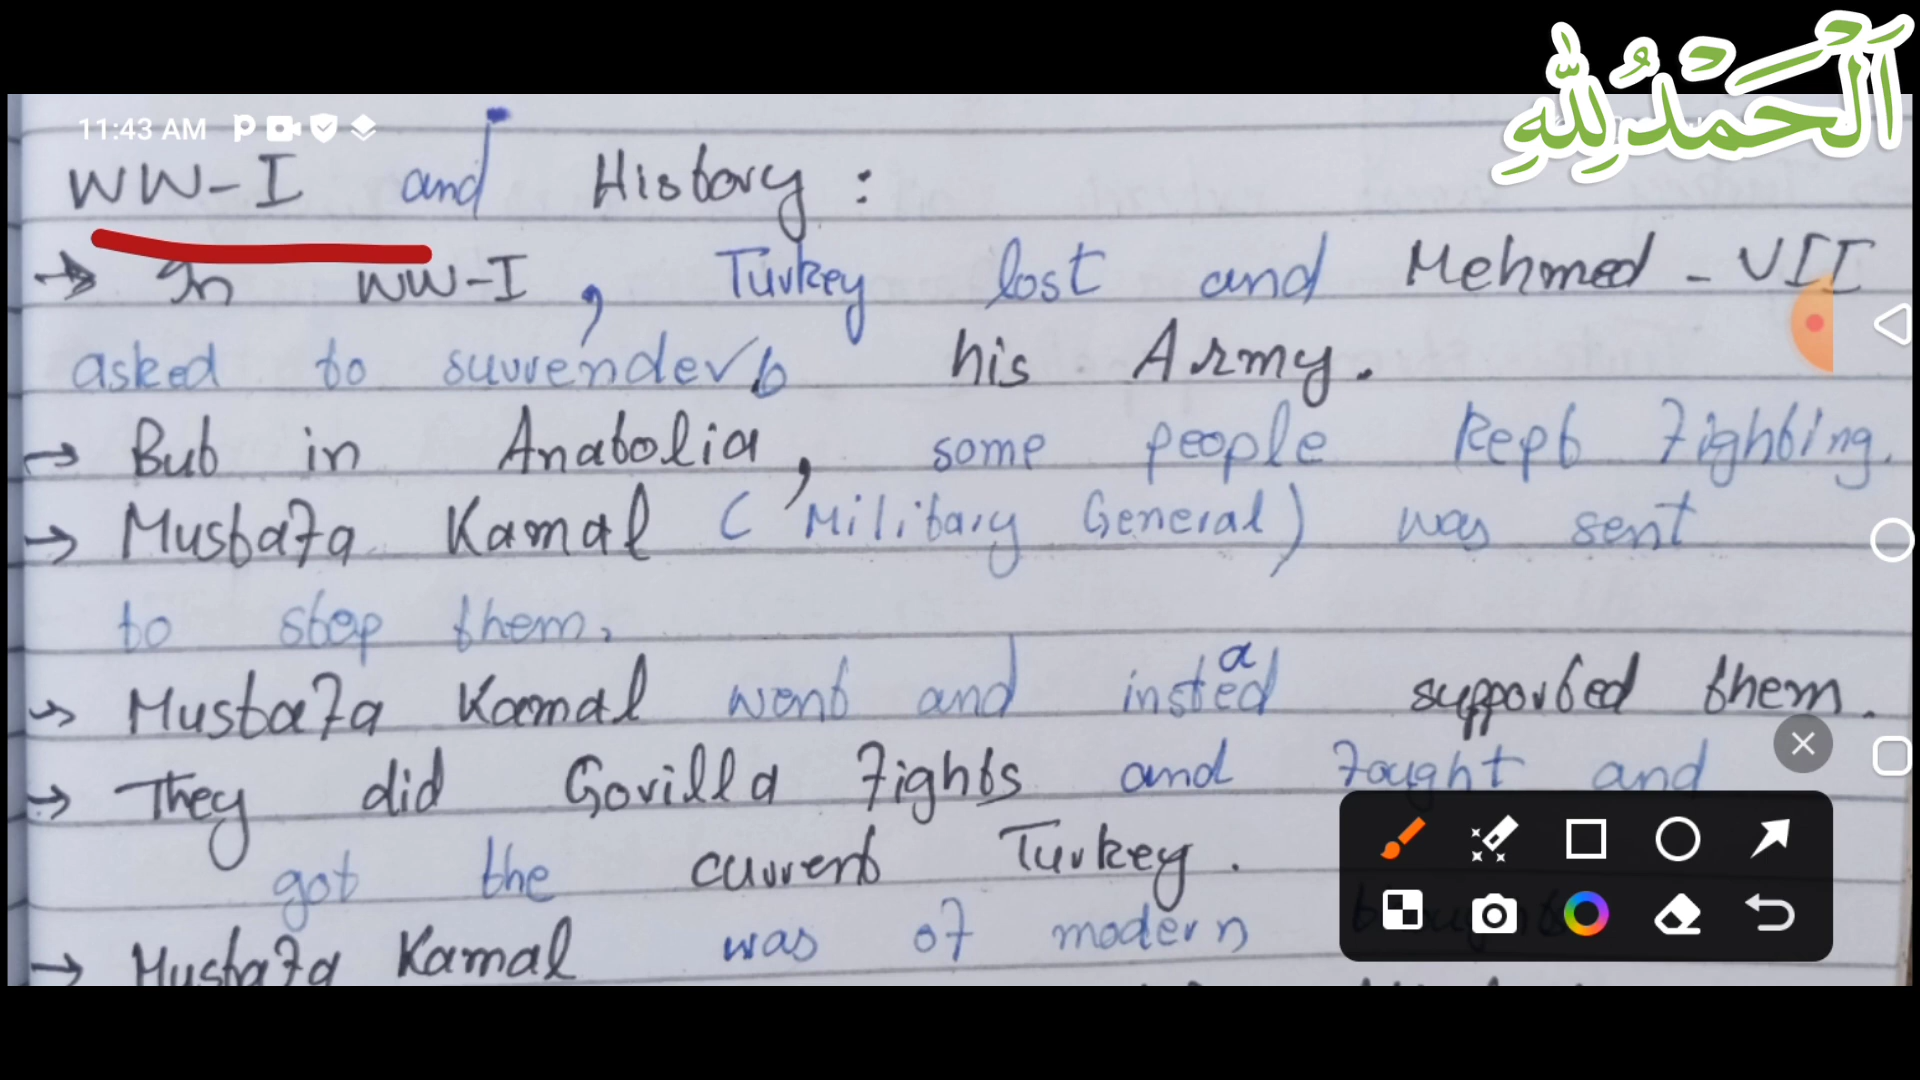 اَلْحَمْدُلِلّٰهِ
11:43 AM
WW-I and History :
→ In WW-I, Turkey lost and Mehmed - VII
asked to surrender his Army.
→ But in Anatolia, some people kept fighting.
→ Mustafa Kamal ( Military General) was sent
to stop them.
→ Mustafa Kamal went and instead supported them.
→ They did Gorilla fights and fought and
got the current Turkey.
→ Mustafa Kamal was of modern